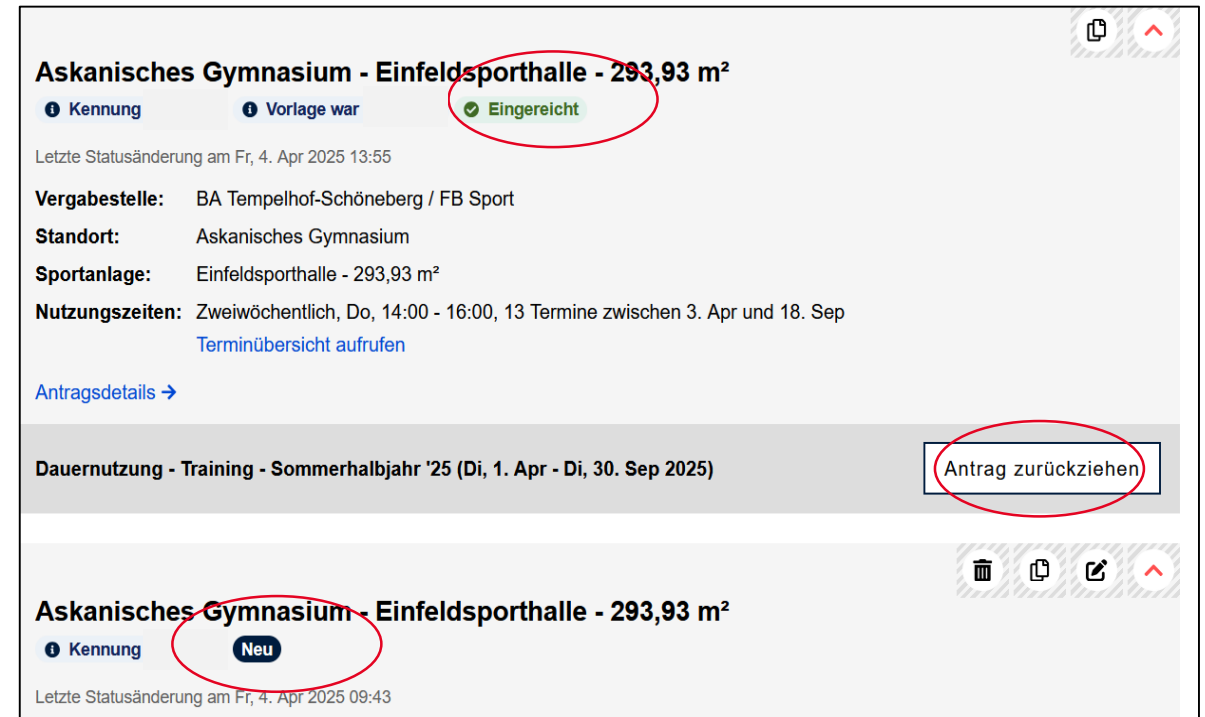 Askanisches Gymnasium - Einfeldsporthalle - 293,93 m²
Kennung Vorlage war Eingereicht
Letzte Statusänderung am Fr, 4. Apr 2025 13:55
Vergabestelle: BA Tempelhof-Schöneberg / FB Sport
Standort: Askanisches Gymnasium
Sportanlage: Einfeldsporthalle - 293,93 m²
Nutzungszeiten: Zweiwöchentlich, Do, 14:00 - 16:00, 13 Termine zwischen 3. Apr und 18. Sep
Terminübersicht aufrufen
Antragsdetails →
Dauernutzung - Training - Sommerhalbjahr '25 (Di, 1. Apr - Di, 30. Sep 2025) Antrag zurückziehen
Askanisches Gymnasium - Einfeldsporthalle - 293,93 m²
Kennung Neu
Letzte Statusänderung am Fr, 4. Apr 2025 09:43